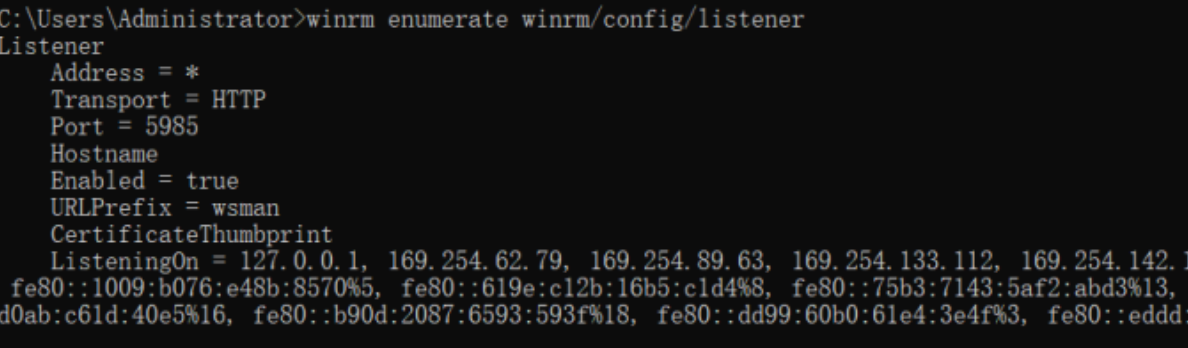 C:\Users\Administrator>winrm enumerate winrm/config/listener
Listener
    Address = *
    Transport = HTTP
    Port = 5985
    Hostname
    Enabled = true
    URLPrefix = wsman
    CertificateThumbprint
    ListeningOn = 127.0.0.1, 169.254.62.79, 169.254.89.63, 169.254.133.112, 169.254.142.1
fe80::1009:b076:e48b:8570%5, fe80::619e:c12b:16b5:c1d4%8, fe80::75b3:7143:5af2:abd3%13,
d0ab:c61d:40e5%16, fe80::b90d:2087:6593:593f%18, fe80::dd99:60b0:61e4:3e4f%3, fe80::eddd: